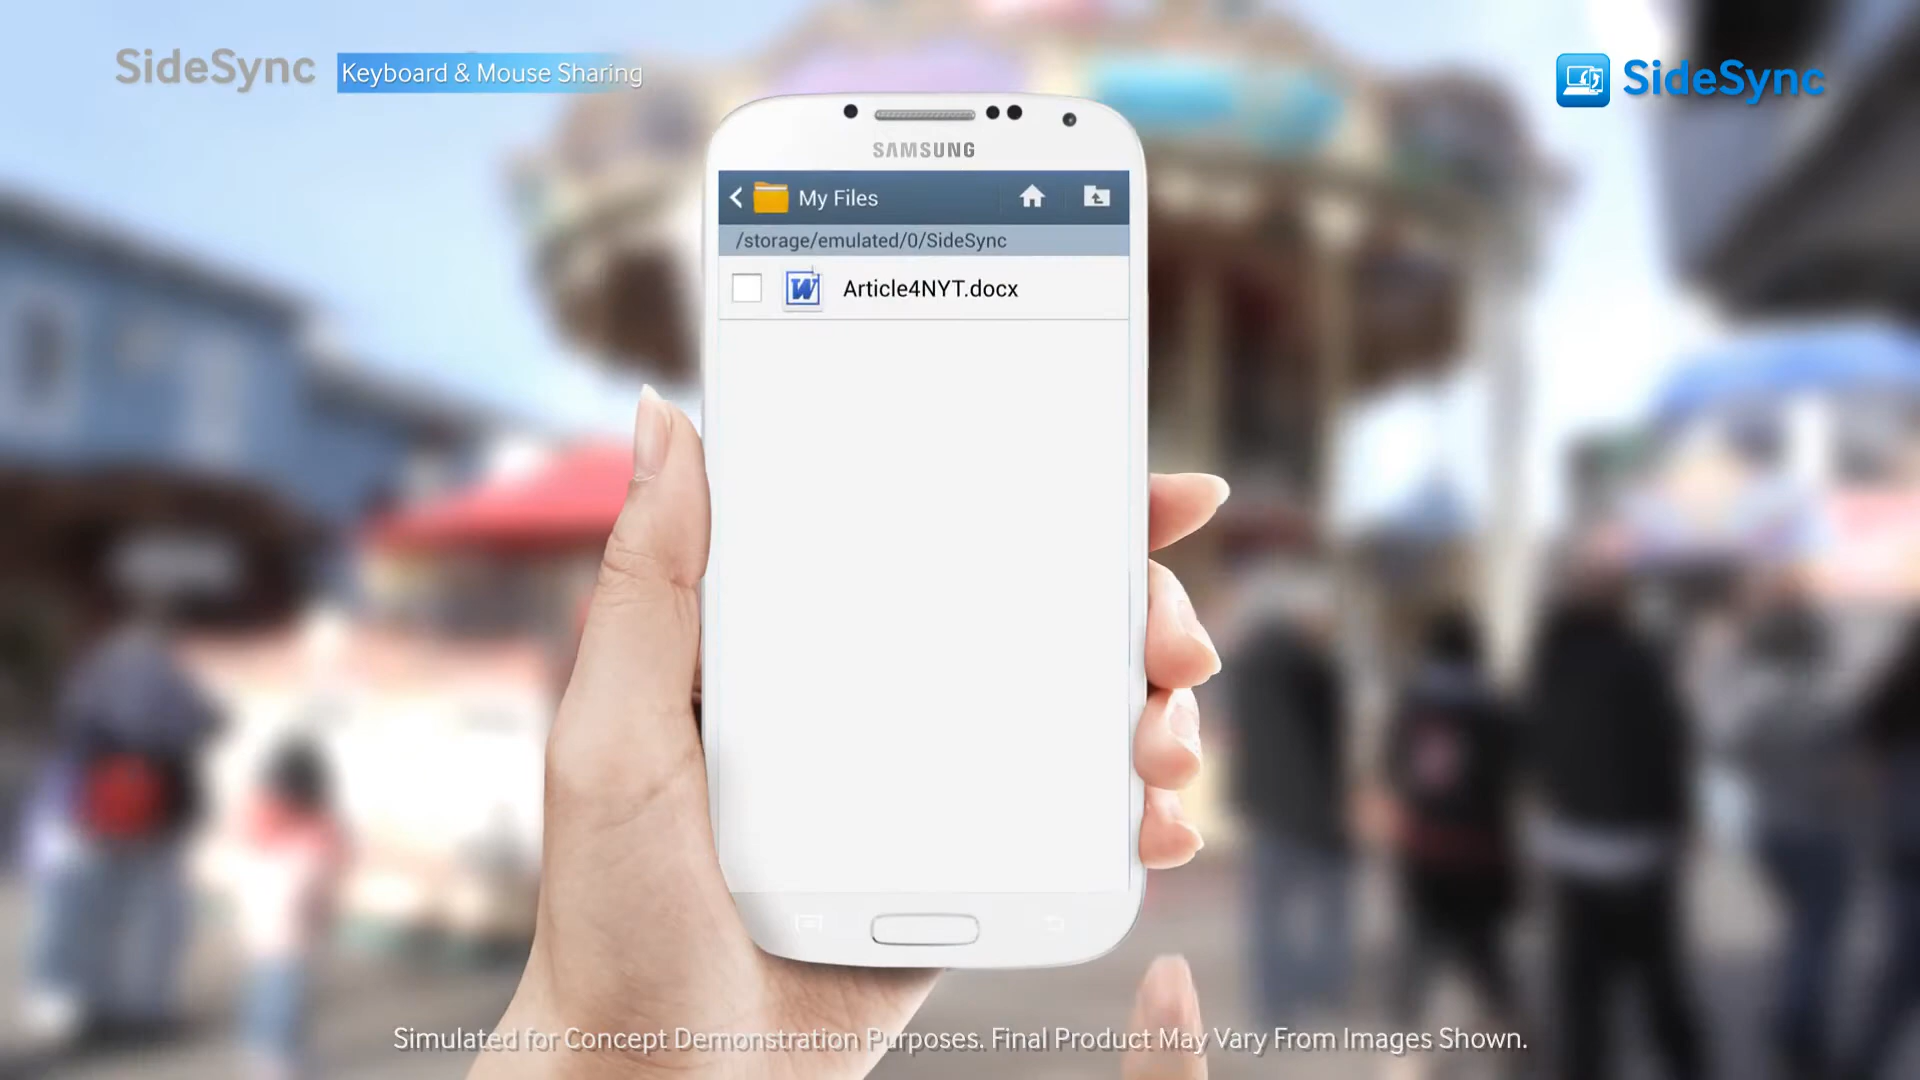 SideSync Keyboard & Mouse Sharing
SideSync
SAMSUNG
My Files
/storage/emulated/0/SideSync
W Article4NYT.docx
Simulated for Concept Demonstration Purposes. Final Product May Vary From Images Shown.